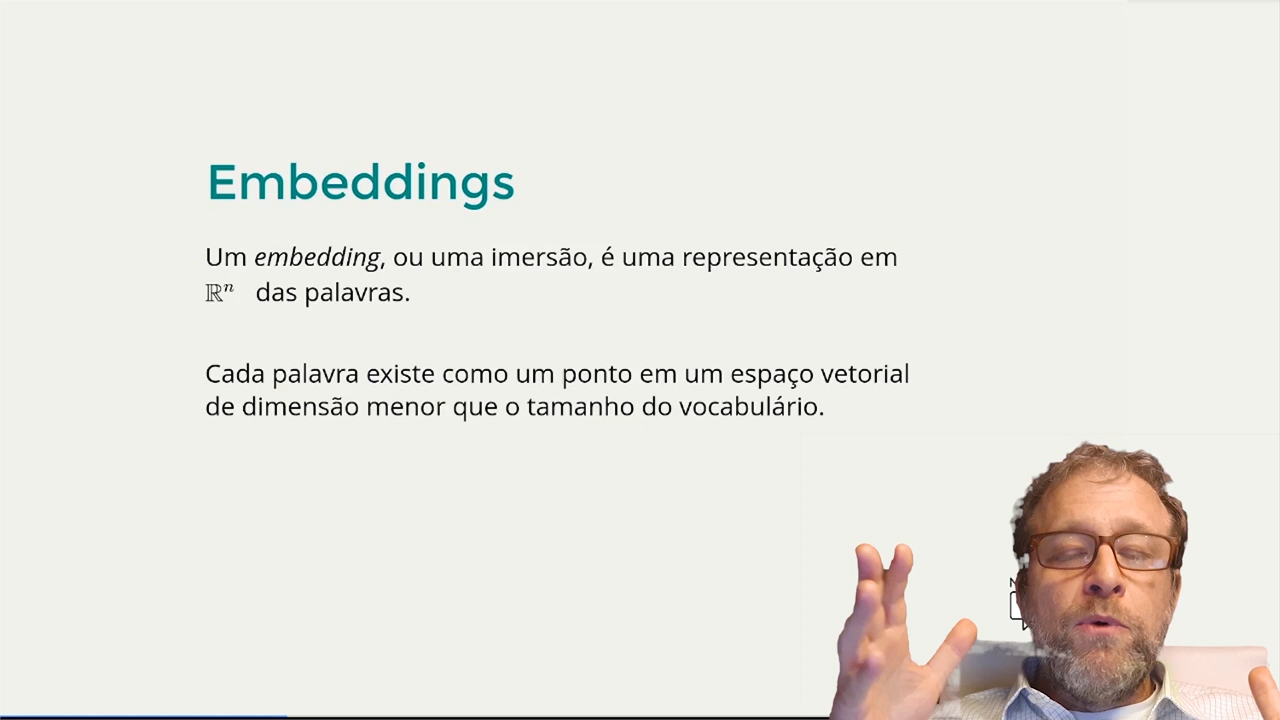 Embeddings
Um embedding, ou uma imersão, é uma representação em
ℝⁿ das palavras.
Cada palavra existe como um ponto em um espaço vetorial
de dimensão menor que o tamanho do vocabulário.